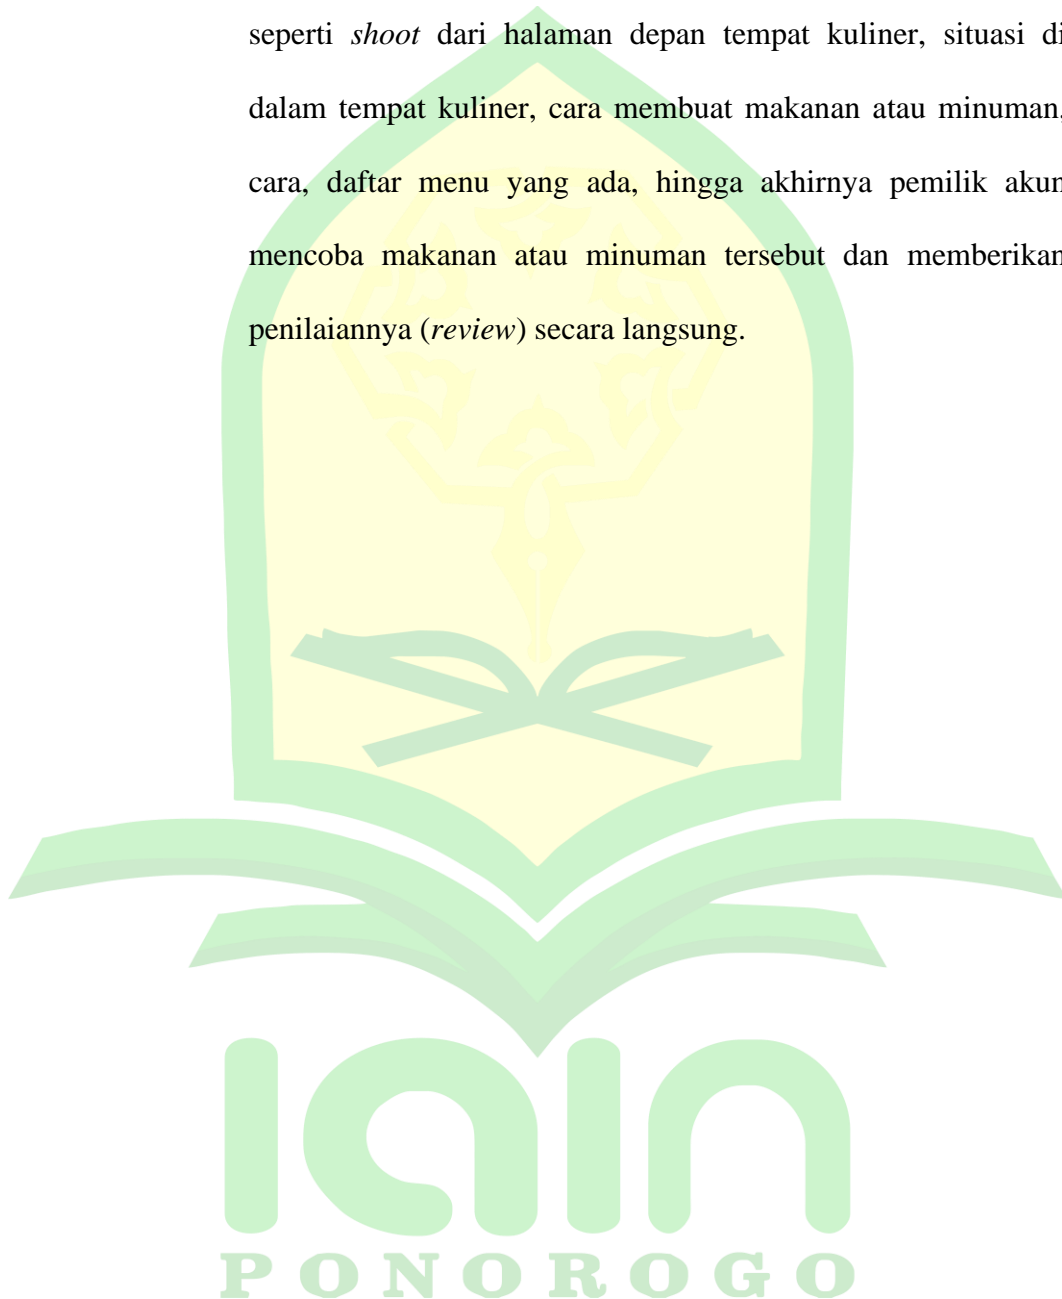 seperti shoot dari halaman depan tempat kuliner, situasi di
dalam tempat kuliner, cara membuat makanan atau minuman,
cara, daftar menu yang ada, hingga akhirnya pemilik akun
mencoba makanan atau minuman tersebut dan memberikan
penilaiannya (review) secara langsung.
iain
PONOROGO